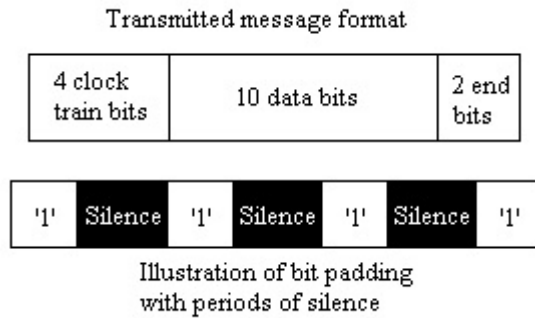 Transmitted message format
4 clock
train bits
10 data bits
2 end
bits
'1' Silence '1' Silence '1' Silence '1'
Illustration of bit padding
with periods of silence